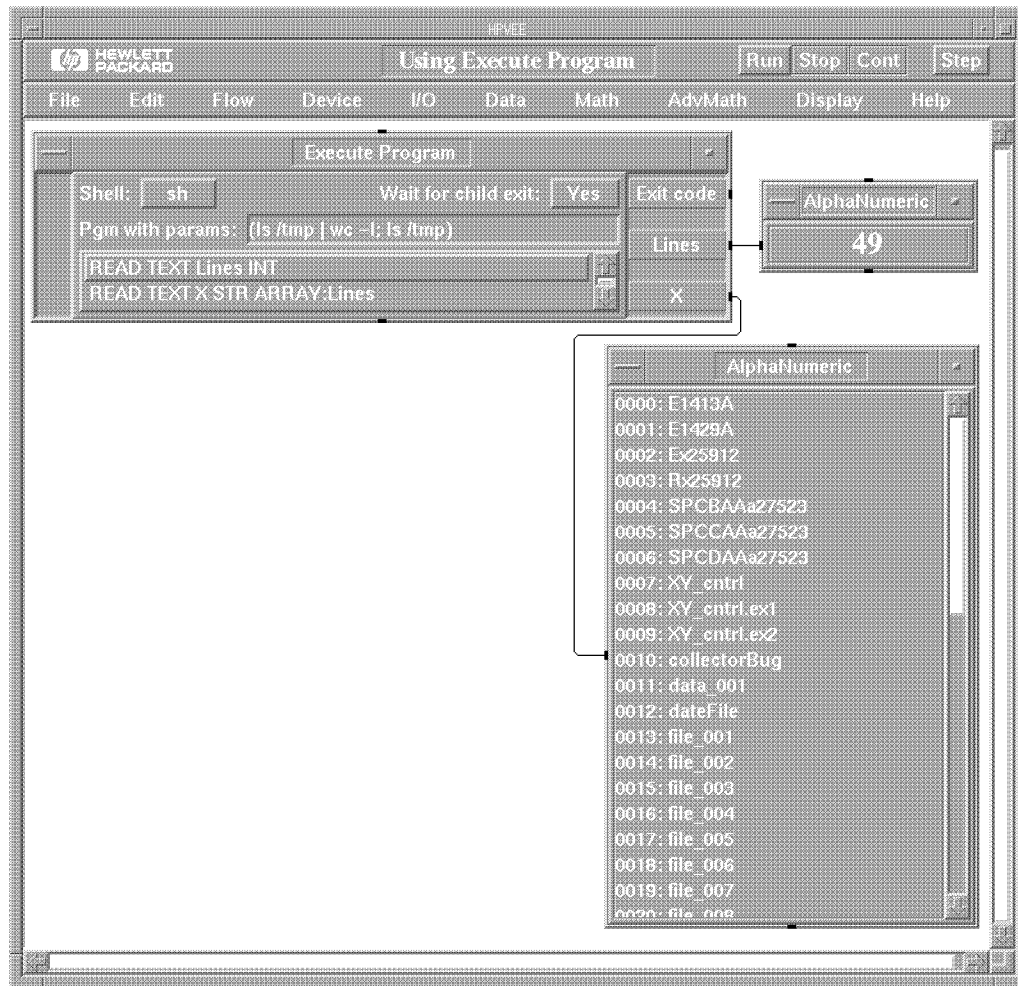 HPVEE
hp HEWLETT PACKARD Using Execute Program Run Stop Cont Step
File Edit Flow Device I/O Data Math AdvMath Display Help
Execute Program
Shell: sh Wait for child exit: Yes Exit code
Pgm with params: (ls /tmp | wc -l; ls /tmp)
READ TEXT Lines INT Lines
READ TEXT X STR ARRAY:Lines X
AlphaNumeric
49
AlphaNumeric
0000: E1413A
0001: E1429A
0002: Ex25912
0003: Rx25912
0004: SPCBAAa27523
0005: SPCCAAa27523
0006: SPCDAAa27523
0007: XY_cntrl
0008: XY_cntrl.ex1
0009: XY_cntrl.ex2
0010: collectorBug
0011: data_001
0012: dateFile
0013: file_001
0014: file_002
0015: file_003
0016: file_004
0017: file_005
0018: file_006
0019: file_007
0020: file_008